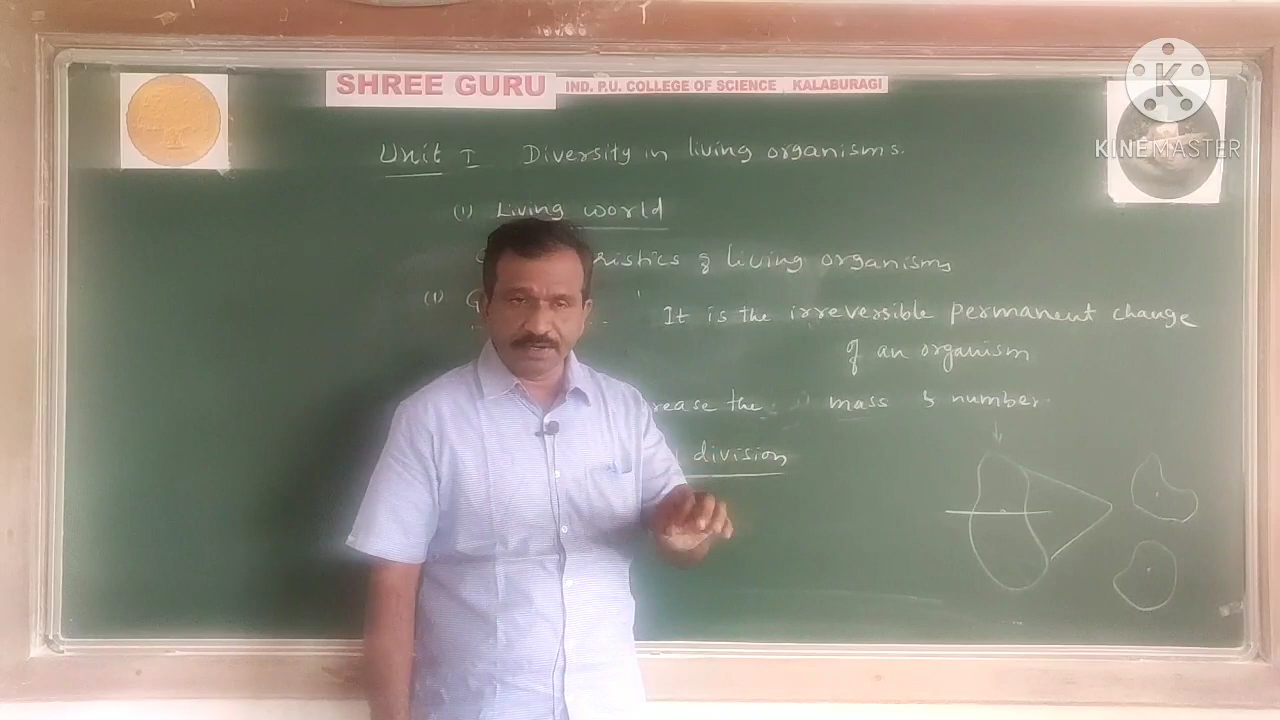 SHREE GURU IND. P.U. COLLEGE OF SCIENCE , KALABURAGI
K
KINEMASTER
Unit I Diversity in living organisms.
(1) Living world
ristics of living organisms
(1) G
It is the irreversible permanent change
of an organism
rease the mass & number.
division